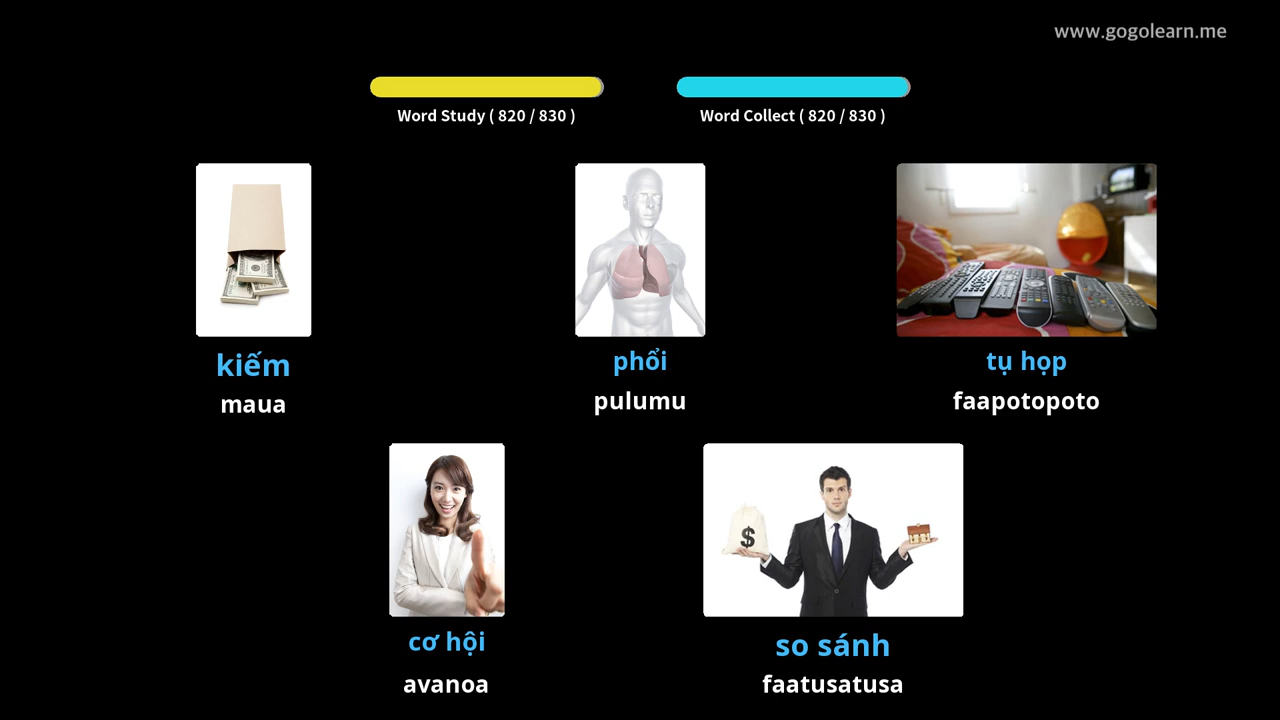 www.gogolearn.me
Word Study ( 820 / 830 )
Word Collect ( 820 / 830 )
kiếm
maua
phổi
pulumu
tụ họp
faapotopoto
$
cơ hội
avanoa
so sánh
faatusatusa